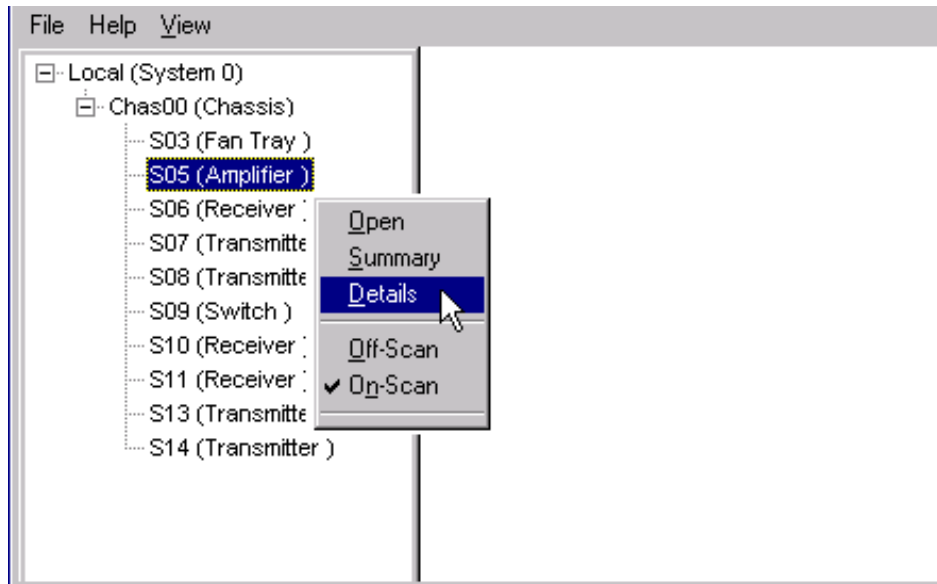 File Help View
Local (System 0)
Chas00 (Chassis)
S03 (Fan Tray )
S05 (Amplifier )
S06 (Receiver
S07 (Transmitte
S08 (Transmitte
S09 (Switch )
S10 (Receiver
S11 (Receiver
S13 (Transmitte
S14 (Transmitter )
Open
Summary
Details
Off-Scan
On-Scan